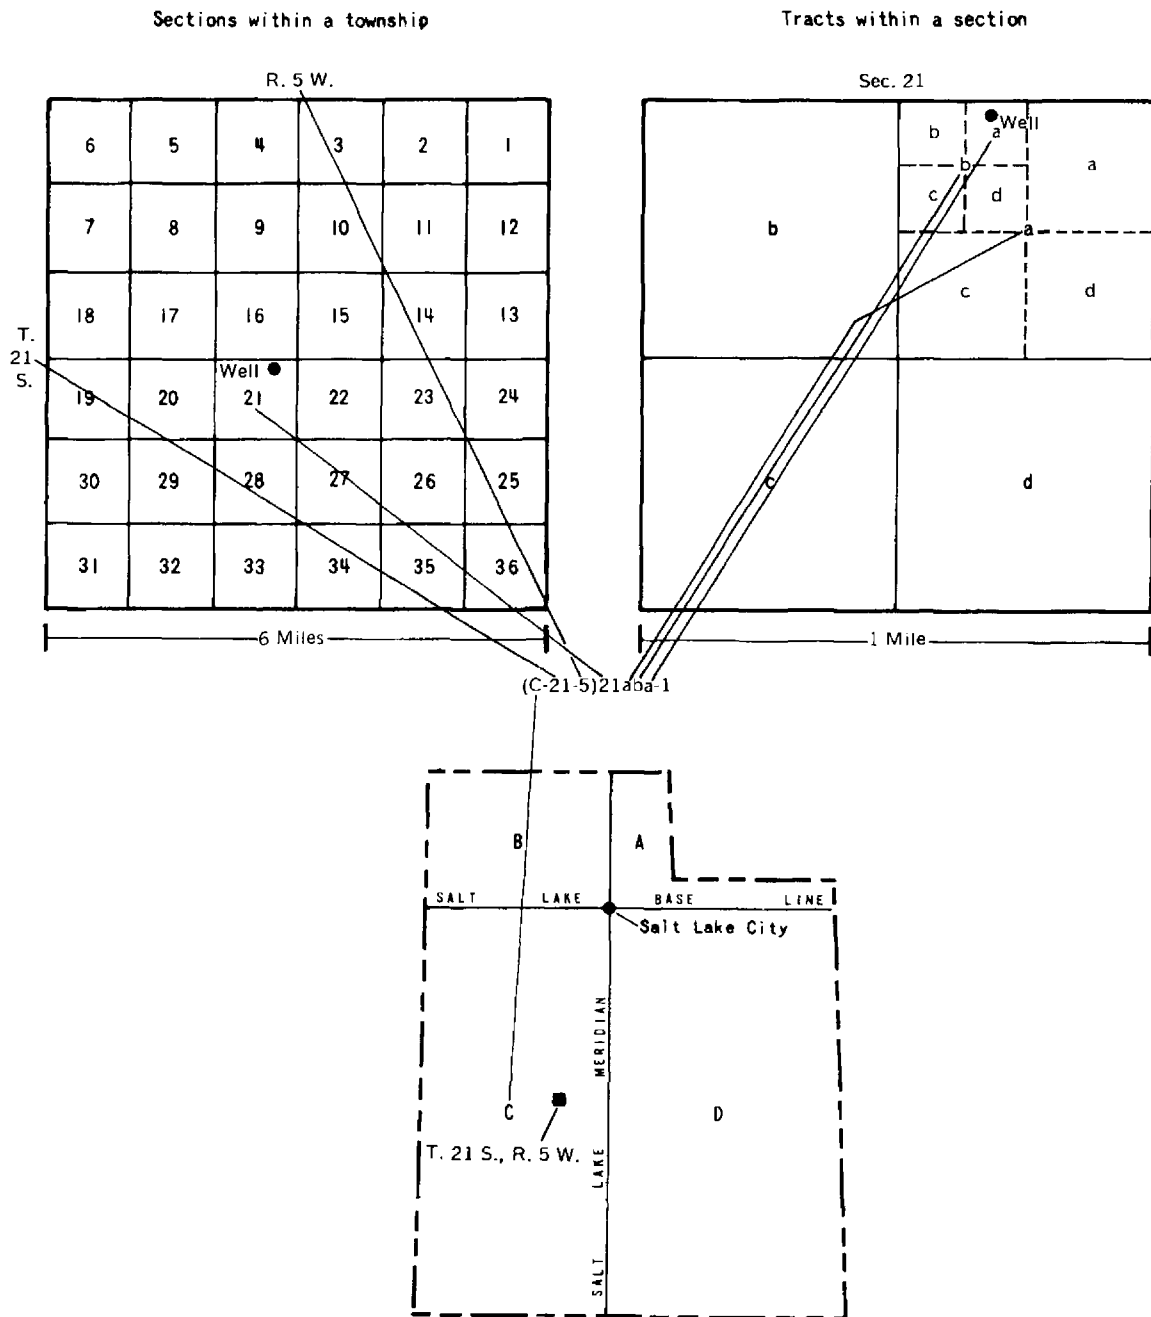 Sections within a township
Tracts within a section
R. 5 W.
Sec. 21
6 5 4 3 2 1
7 8 9 10 11 12
18 17 16 15 14 13
T.
21
S.
Well
19 20 21 22 23 24
30 29 28 27 26 25
31 32 33 34 35 36
6 Miles
b a Well
b a
c d
b a
c d
c d
1 Mile
(C-21-5)21aba-1
B A
SALT LAKE BASE LINE
Salt Lake City
SALT LAKE MERIDIAN
C D
T. 21 S., R. 5 W.